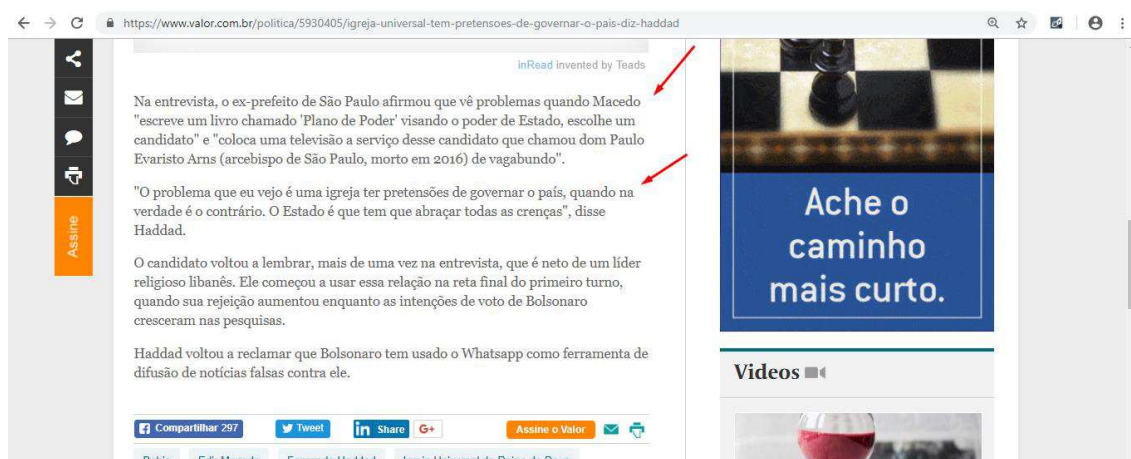 https://www.valor.com.br/politica/5930405/igreja-universal-tem-pretensoes-de-governar-o-pais-diz-haddad
inRead invented by Teads
Na entrevista, o ex-prefeito de São Paulo afirmou que vê problemas quando Macedo
"escreve um livro chamado 'Plano de Poder' visando o poder de Estado, escolhe um
candidato" e "coloca uma televisão a serviço desse candidato que chamou dom Paulo
Evaristo Arns (arcebispo de São Paulo, morto em 2016) de vagabundo".
"O problema que eu vejo é uma igreja ter pretensões de governar o país, quando na
verdade é o contrário. O Estado é que tem que abraçar todas as crenças", disse
Haddad.
O candidato voltou a lembrar, mais de uma vez na entrevista, que é neto de um líder
religioso libanês. Ele começou a usar essa relação na reta final do primeiro turno,
quando sua rejeição aumentou enquanto as intenções de voto de Bolsonaro
cresceram nas pesquisas.
Haddad voltou a reclamar que Bolsonaro tem usado o Whatsapp como ferramenta de
difusão de notícias falsas contra ele.
Compartilhar 297
Tweet
in Share
G+
Assine o Valor
Assine
Ache o
caminho
mais curto.
Videos